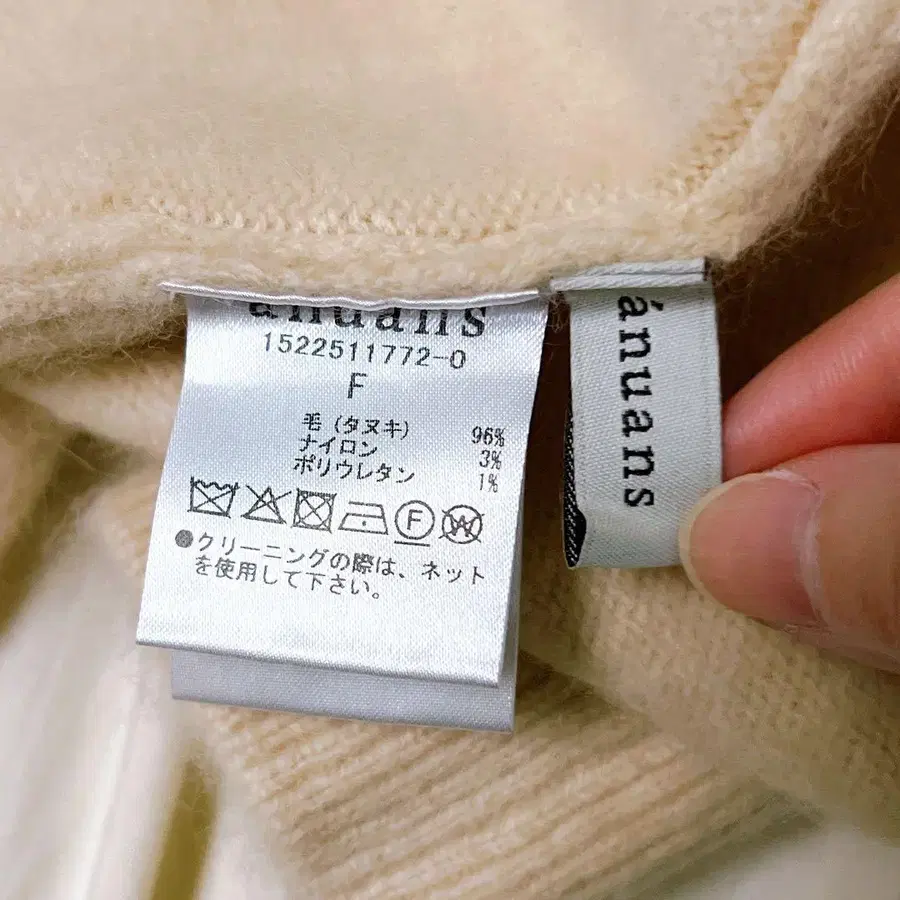 ánuans
1522511772-0
F
毛(タヌキ) 96%
ナイロン 3%
ポリウレタン 1%
F
W
●クリーニングの際は、ネット
を使用して下さい。
ánuans